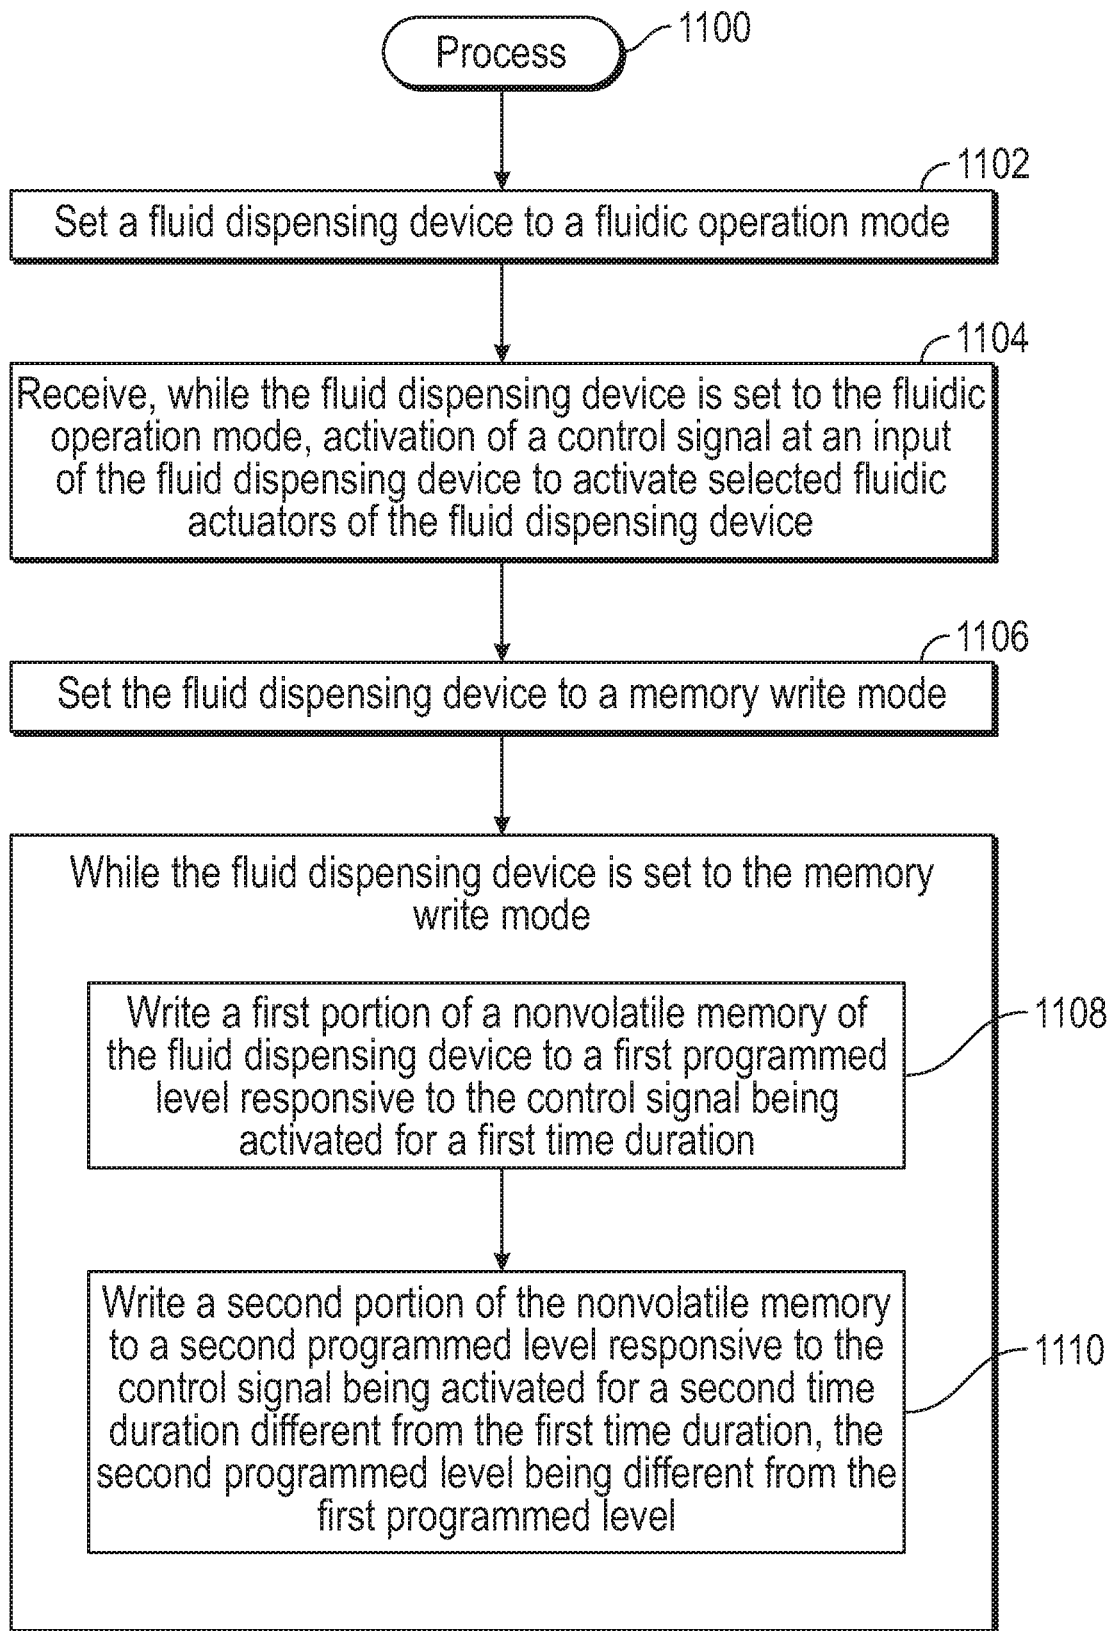 Process
1100
1102
Set a fluid dispensing device to a fluidic operation mode
1104
Receive, while the fluid dispensing device is set to the fluidic
operation mode, activation of a control signal at an input
of the fluid dispensing device to activate selected fluidic
actuators of the fluid dispensing device
1106
Set the fluid dispensing device to a memory write mode
While the fluid dispensing device is set to the memory
write mode
Write a first portion of a nonvolatile memory of
the fluid dispensing device to a first programmed
level responsive to the control signal being
activated for a first time duration
1108
Write a second portion of the nonvolatile memory
to a second programmed level responsive to the
control signal being activated for a second time
duration different from the first time duration, the
second programmed level being different from the
first programmed level
1110